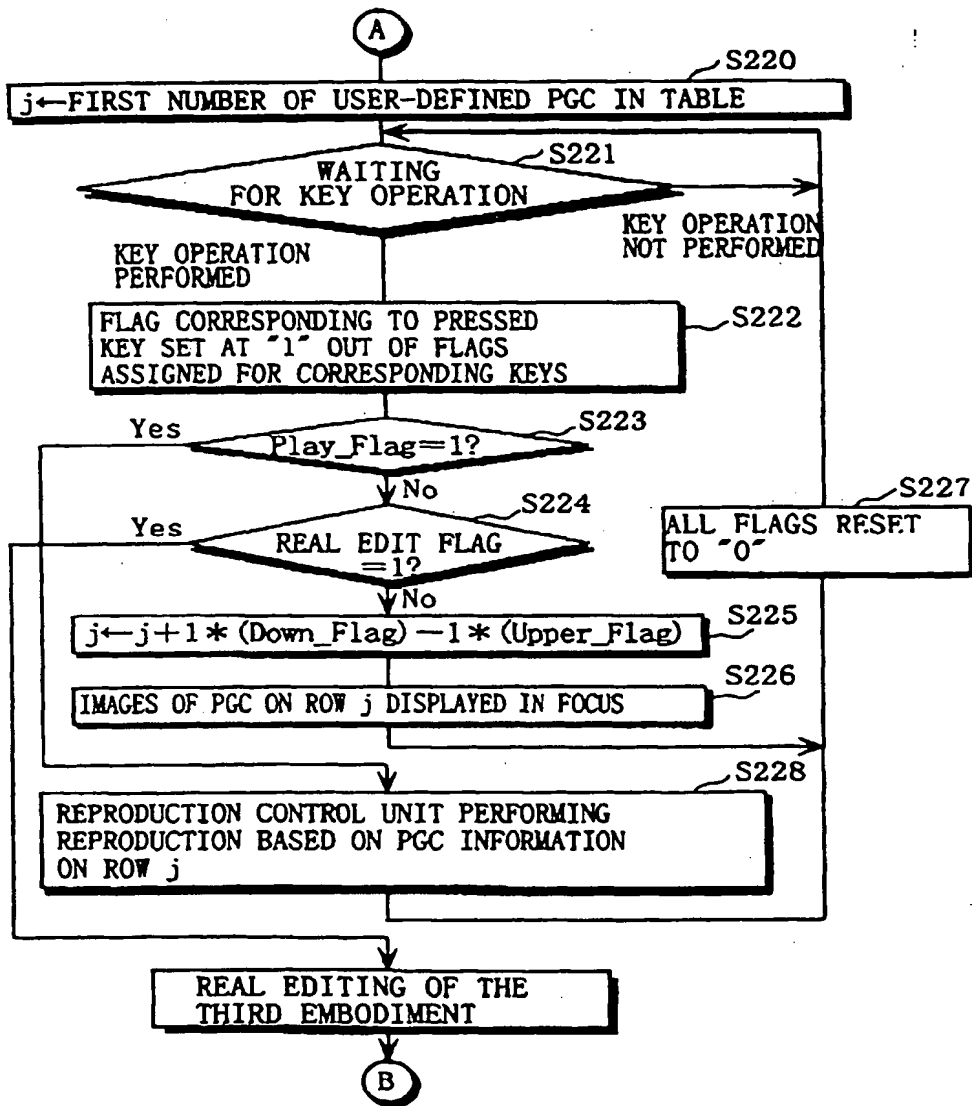 A
S220
j←FIRST NUMBER OF USER-DEFINED PGC IN TABLE
S221
WAITING
FOR KEY OPERATION
KEY OPERATION
NOT PERFORMED
KEY OPERATION
PERFORMED
S222
FLAG CORRESPONDING TO PRESSED
KEY SET AT "1" OUT OF FLAGS
ASSIGNED FOR CORRESPONDING KEYS
S223
Yes
Play_Flag=1?
No
S224
Yes
REAL EDIT FLAG
=1?
No
S227
ALL FLAGS RESET
TO "0"
S225
j←j+1*(Down_Flag)-1*(Upper_Flag)
S226
IMAGES OF PGC ON ROW j DISPLAYED IN FOCUS
S228
REPRODUCTION CONTROL UNIT PERFORMING
REPRODUCTION BASED ON PGC INFORMATION
ON ROW j
REAL EDITING OF THE
THIRD EMBODIMENT
B